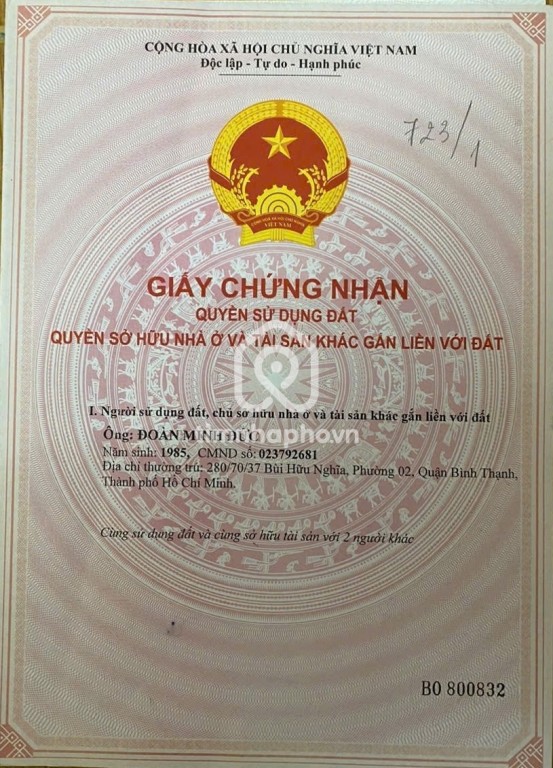 CỘNG HÒA XÃ HỘI CHỦ NGHĨA VIỆT NAM
Độc lập - Tự do - Hạnh phúc
723/1
VIỆT NAM
GIẤY CHỨNG NHẬN
QUYỀN SỬ DỤNG ĐẤT
QUYỀN SỞ HỮU NHÀ Ở VÀ TÀI SẢN KHÁC GẮN LIỀN VỚI ĐẤT
I. Người sử dụng đất, chủ sở hữu nhà ở và tài sản khác gắn liền với đất
Ông: ĐOÀN MINH ĐỨC
Năm sinh: 1985, CMND số: 023792681
Địa chỉ thường trú: 280/70/37 Bùi Hữu Nghĩa, Phường 02, Quận Bình Thạnh,
Thành phố Hồ Chí Minh.
Cùng sử dụng đất và cùng sở hữu tài sản với 2 người khác
BO 800832